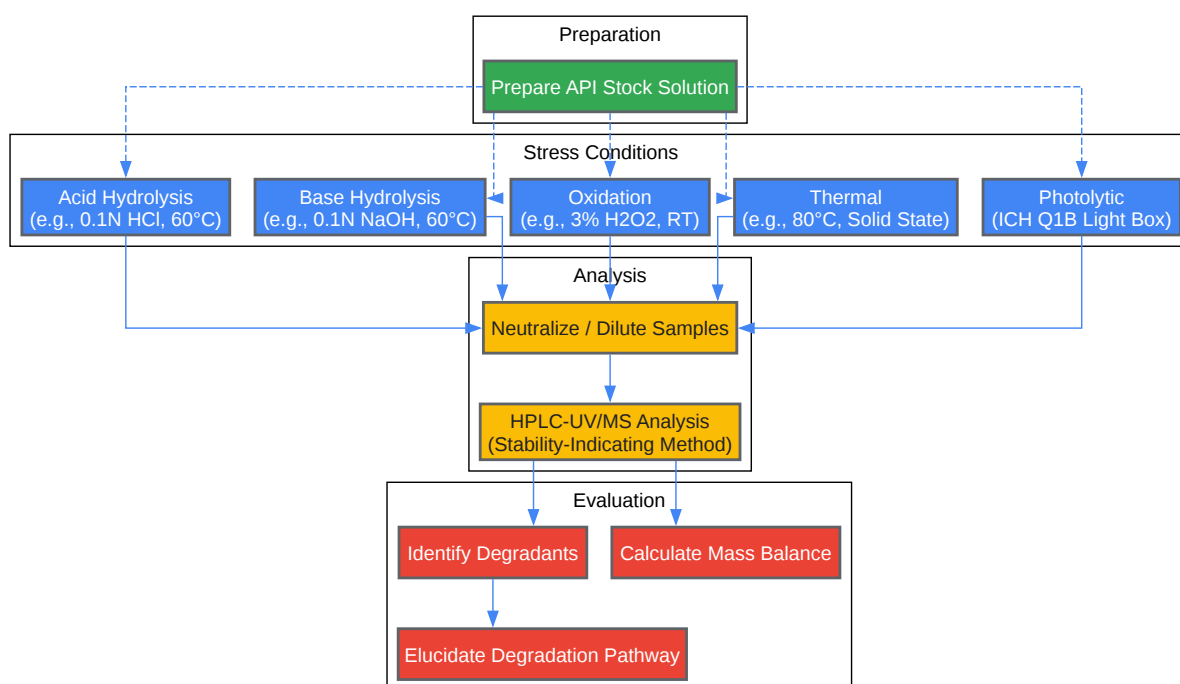 Preparation
Prepare API Stock Solution
Stress Conditions
Acid Hydrolysis
(e.g., 0.1N HCl, 60°C)
Base Hydrolysis
(e.g., 0.1N NaOH, 60°C)
Oxidation
(e.g., 3% H2O2, RT)
Thermal
(e.g., 80°C, Solid State)
Photolytic
(ICH Q1B Light Box)
Analysis
Neutralize / Dilute Samples
HPLC-UV/MS Analysis
(Stability-Indicating Method)
Evaluation
Identify Degradants
Calculate Mass Balance
Elucidate Degradation Pathway